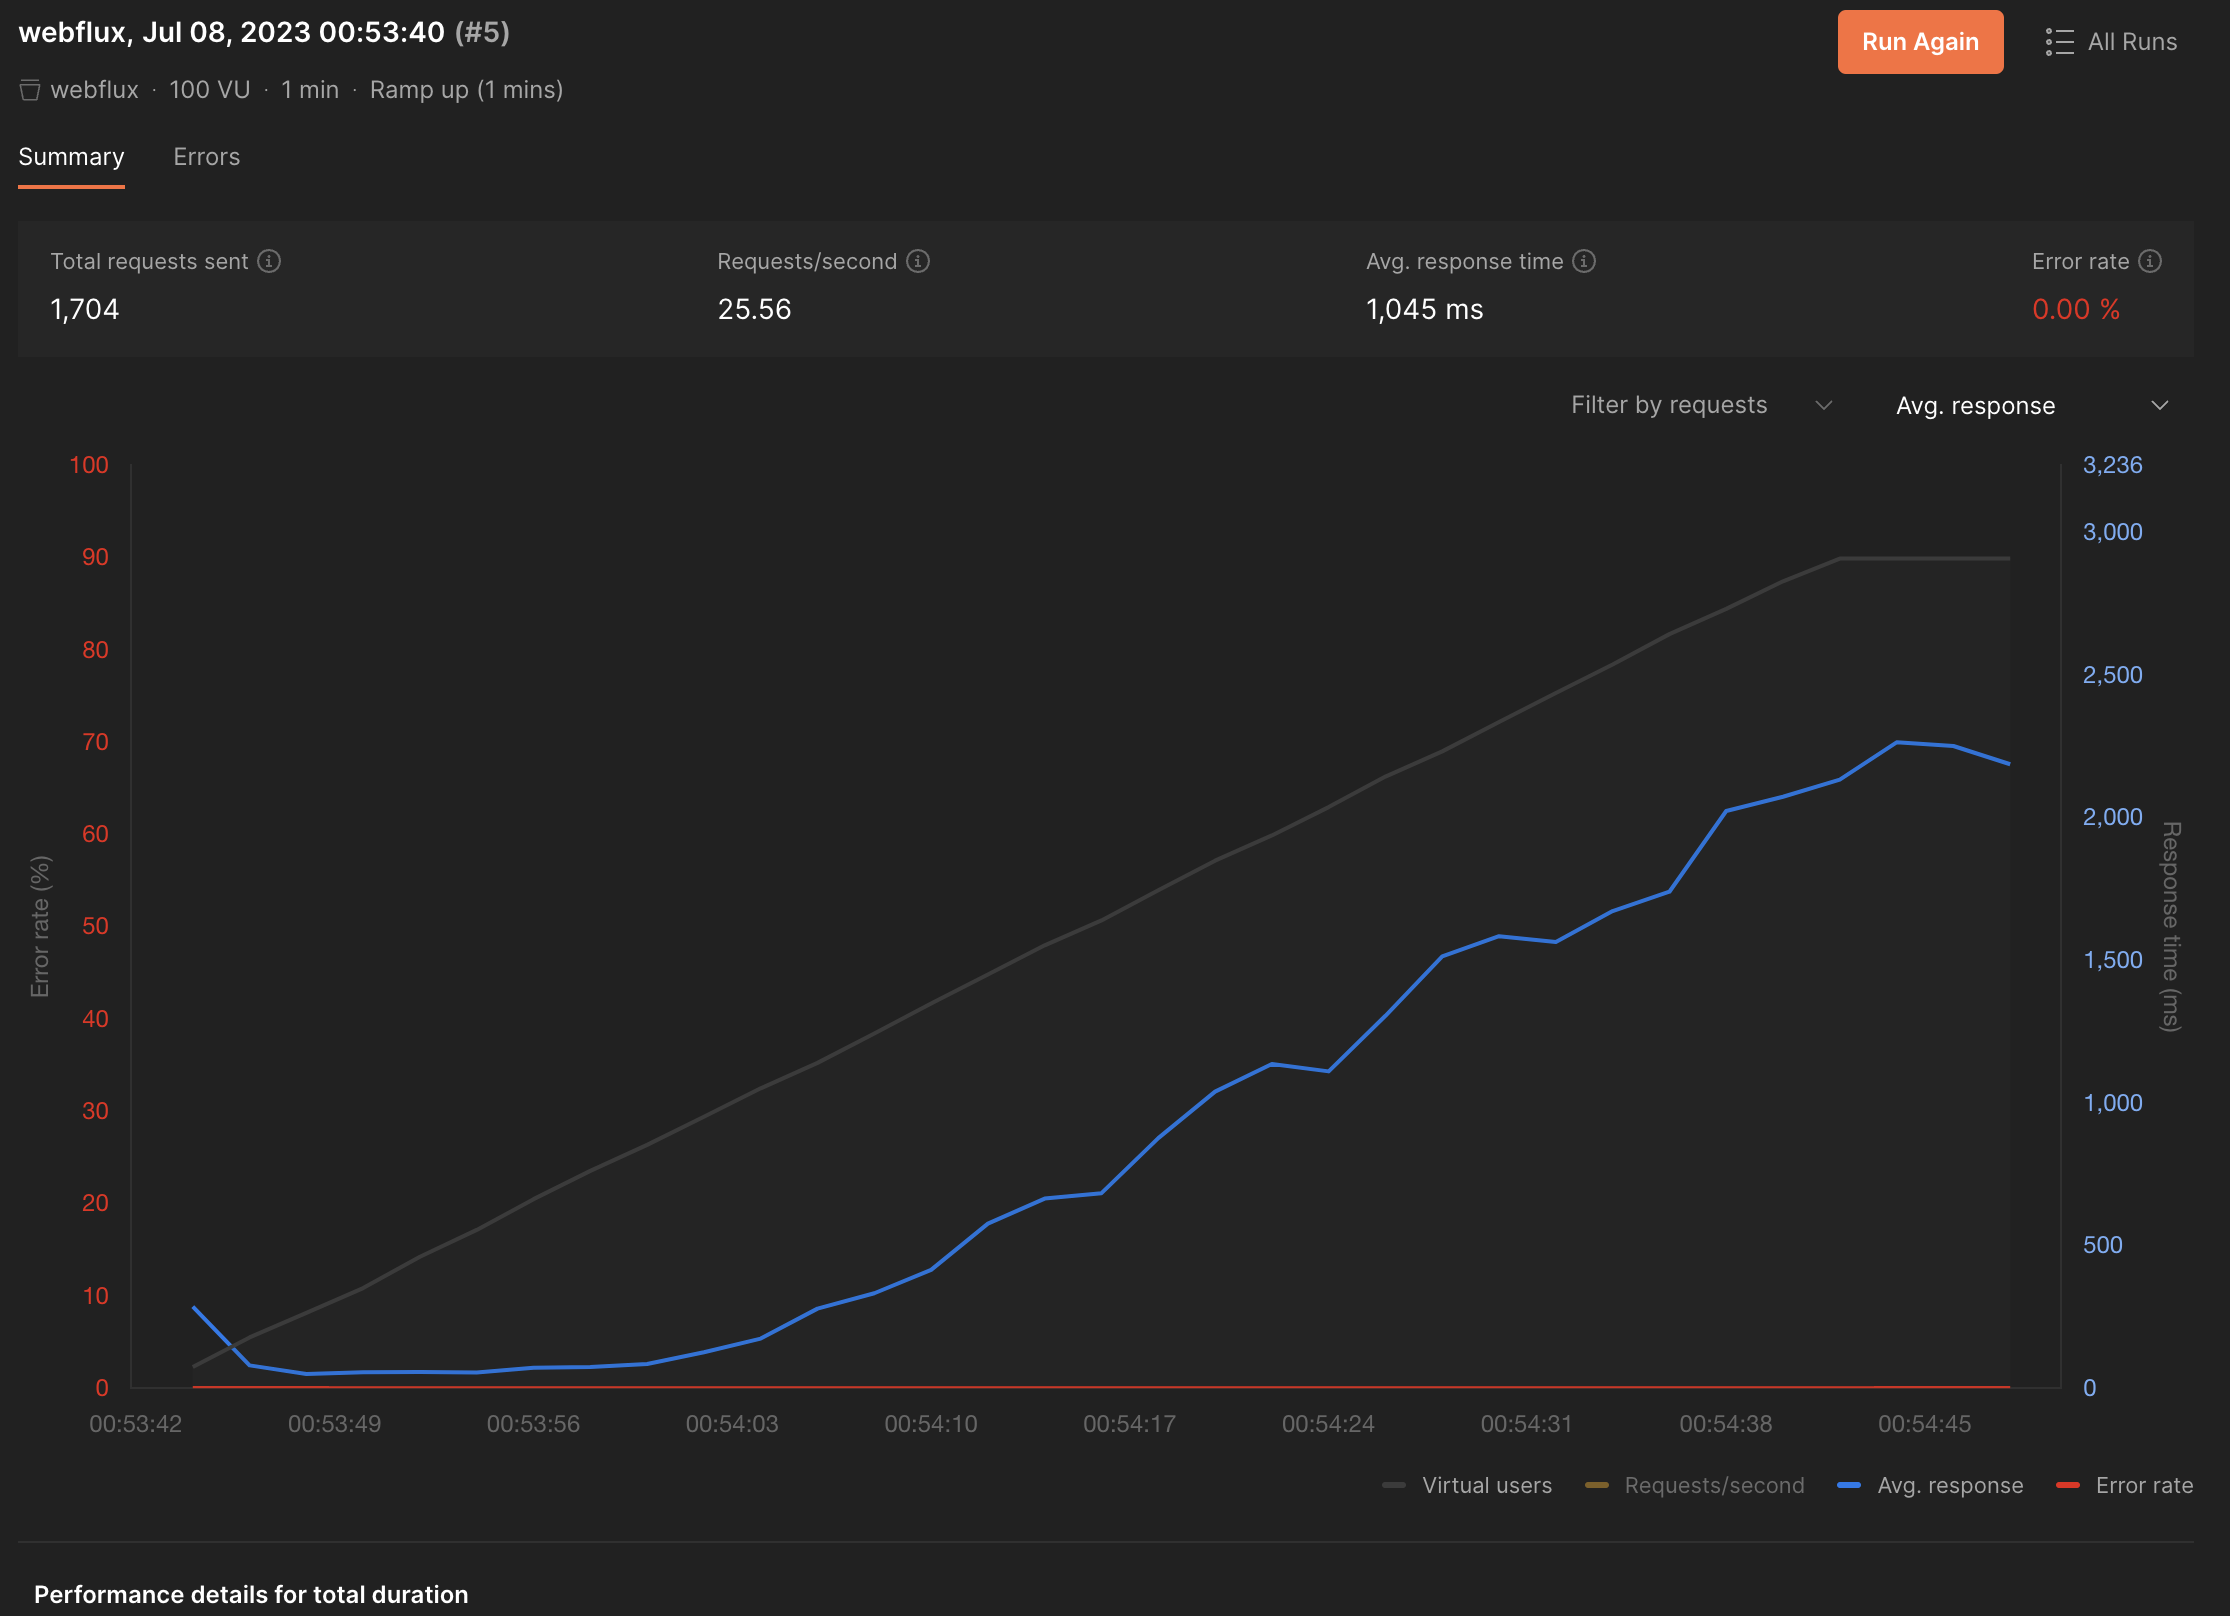 webflux, Jul 08, 2023 00:53:40 (#5)
Run Again
All Runs
webflux · 100 VU · 1 min · Ramp up (1 mins)
Summary
Errors
Total requests sent
1,704
Requests/second
25.56
Avg. response time
1,045 ms
Error rate
0.00 %
Filter by requests
Avg. response
Error rate (%)
100
90
80
70
60
50
40
30
20
10
0
3,236
3,000
2,500
2,000
1,500
1,000
500
0
Response time (ms)
00:53:42
00:53:49
00:53:56
00:54:03
00:54:10
00:54:17
00:54:24
00:54:31
00:54:38
00:54:45
Virtual users
Requests/second
Avg. response
Error rate
Performance details for total duration